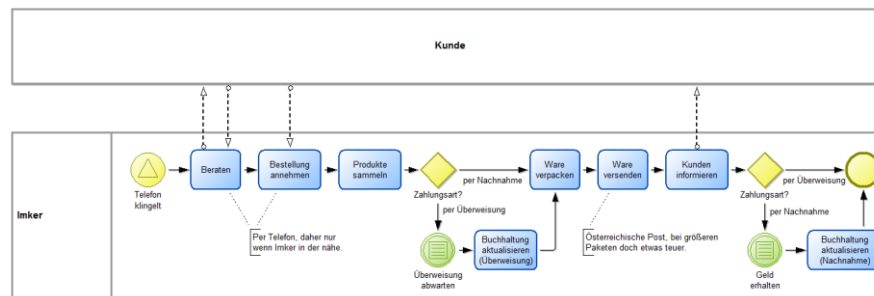 Kunde
Imker
Telefon
klingelt
Beraten
Bestellung
annehmen
Produkte
sammeln
Zahlungsart?
per Nachnahme
per Überweisung
Überweisung
abwarten
Buchhaltung
aktualisieren
(Überweisung)
Ware
verpacken
Ware
versenden
Kunden
informieren
Zahlungsart?
per Überweisung
per Nachnahme
Geld
erhalten
Buchhaltung
aktualisieren
(Nachnahme)
Per Telefon, daher nur
wenn Imker in der nähe.
Österreichische Post, bei größeren
Paketen doch etwas teuer.